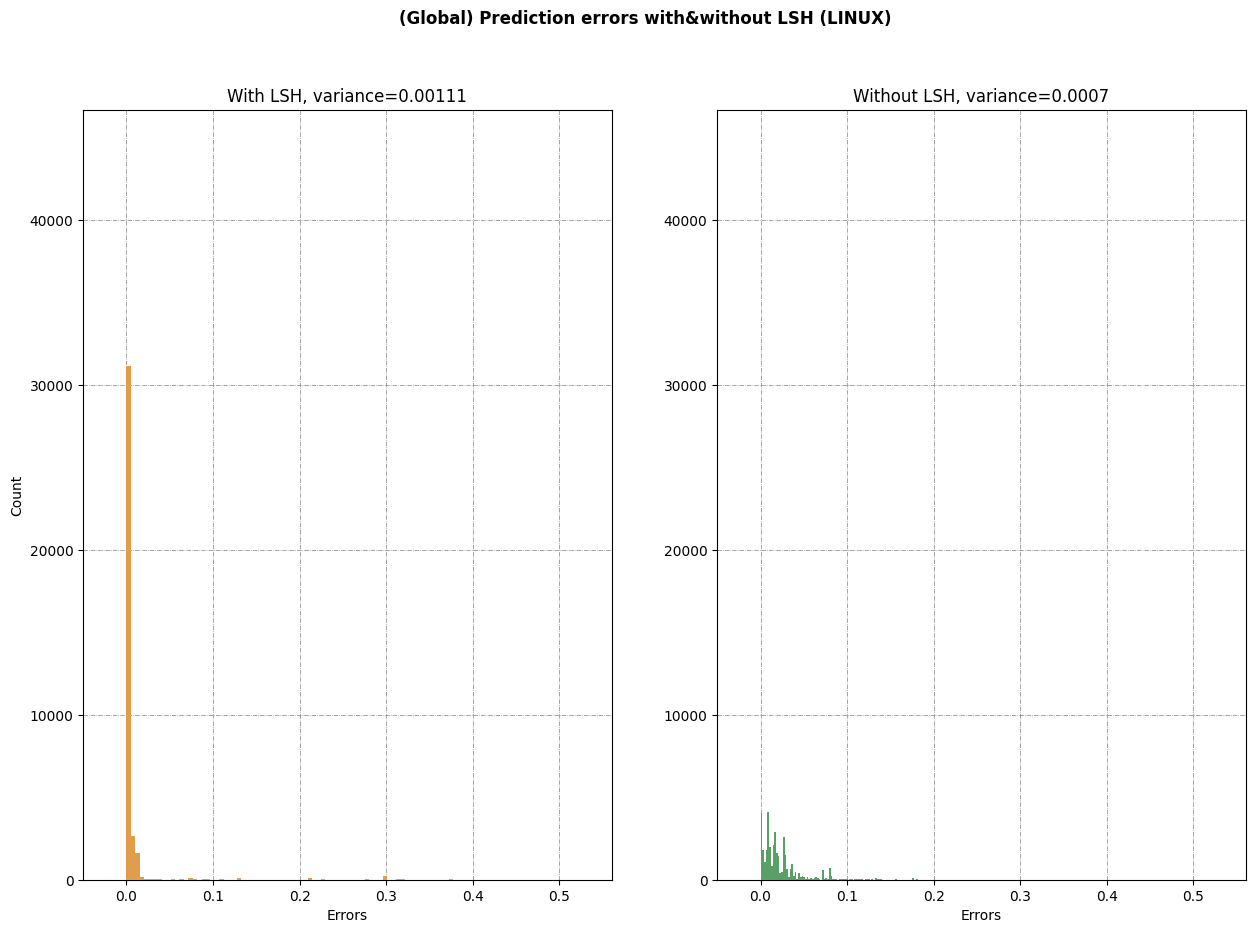 (Global) Prediction errors with&without LSH (LINUX)
With LSH, variance=0.00111
Without LSH, variance=0.0007
Count
40000
30000
20000
10000
0
0.0 0.1 0.2 0.3 0.4 0.5
Errors
40000
30000
20000
10000
0
0.0 0.1 0.2 0.3 0.4 0.5
Errors